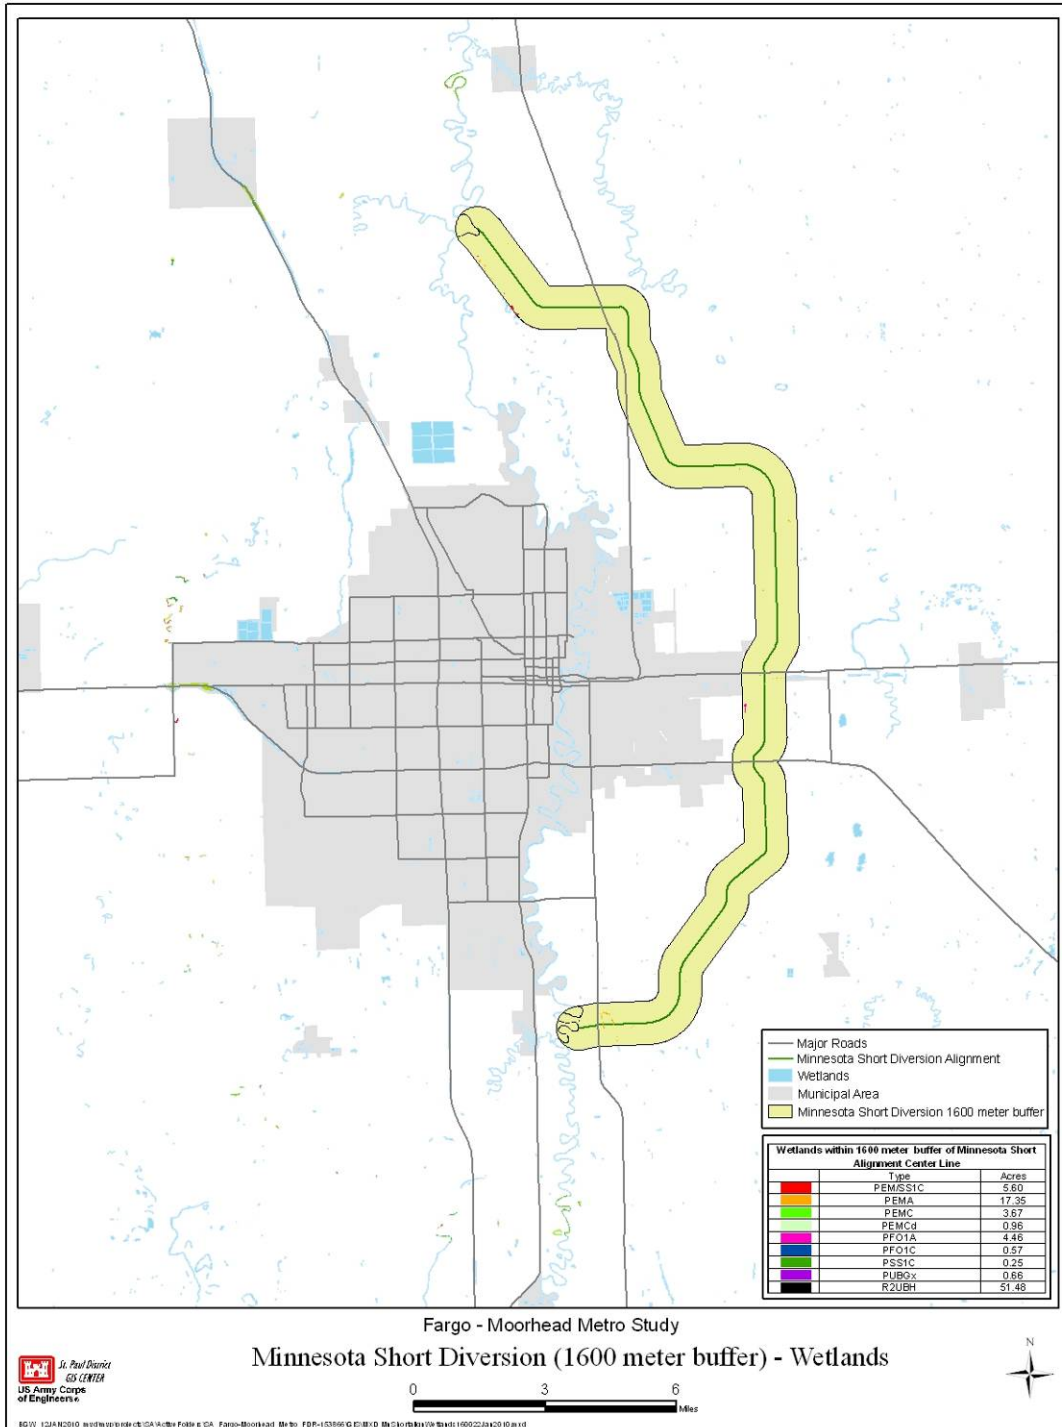 Major Roads
Minnesota Short Diversion Alignment
Wetlands
Municipal Area
Minnesota Short Diversion 1600 meter buffer
Wetlands within 1600 meter buffer of Minnesota Short
Alignment Center Line
Type Acres
PEM/SS1C 5.60
PEMA 17.35
PEMC 3.67
PEMCd 0.96
PFO1A 4.46
PFO1C 0.57
PSS1C 0.25
PUBGx 0.66
R2UBH 51.48
Fargo - Moorhead Metro Study
Minnesota Short Diversion (1600 meter buffer) - Wetlands
St. Paul District
GIS CENTER
US Army Corps
of Engineers®
0 3 6
Miles
N